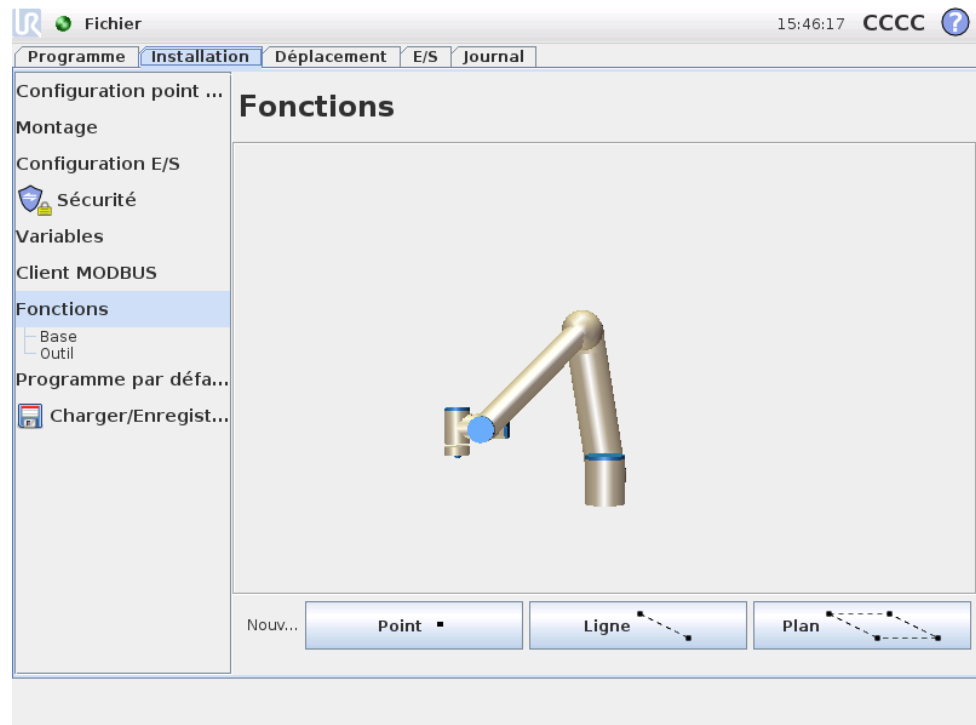 UR Fichier 15:46:17 CCCC ?
Programme Installation Déplacement E/S Journal
Configuration point ...
Montage
Configuration E/S
Sécurité
Variables
Client MODBUS
Fonctions
Base
Outil
Programme par défa...
Charger/Enregist...
Fonctions
Nouv... Point Ligne Plan